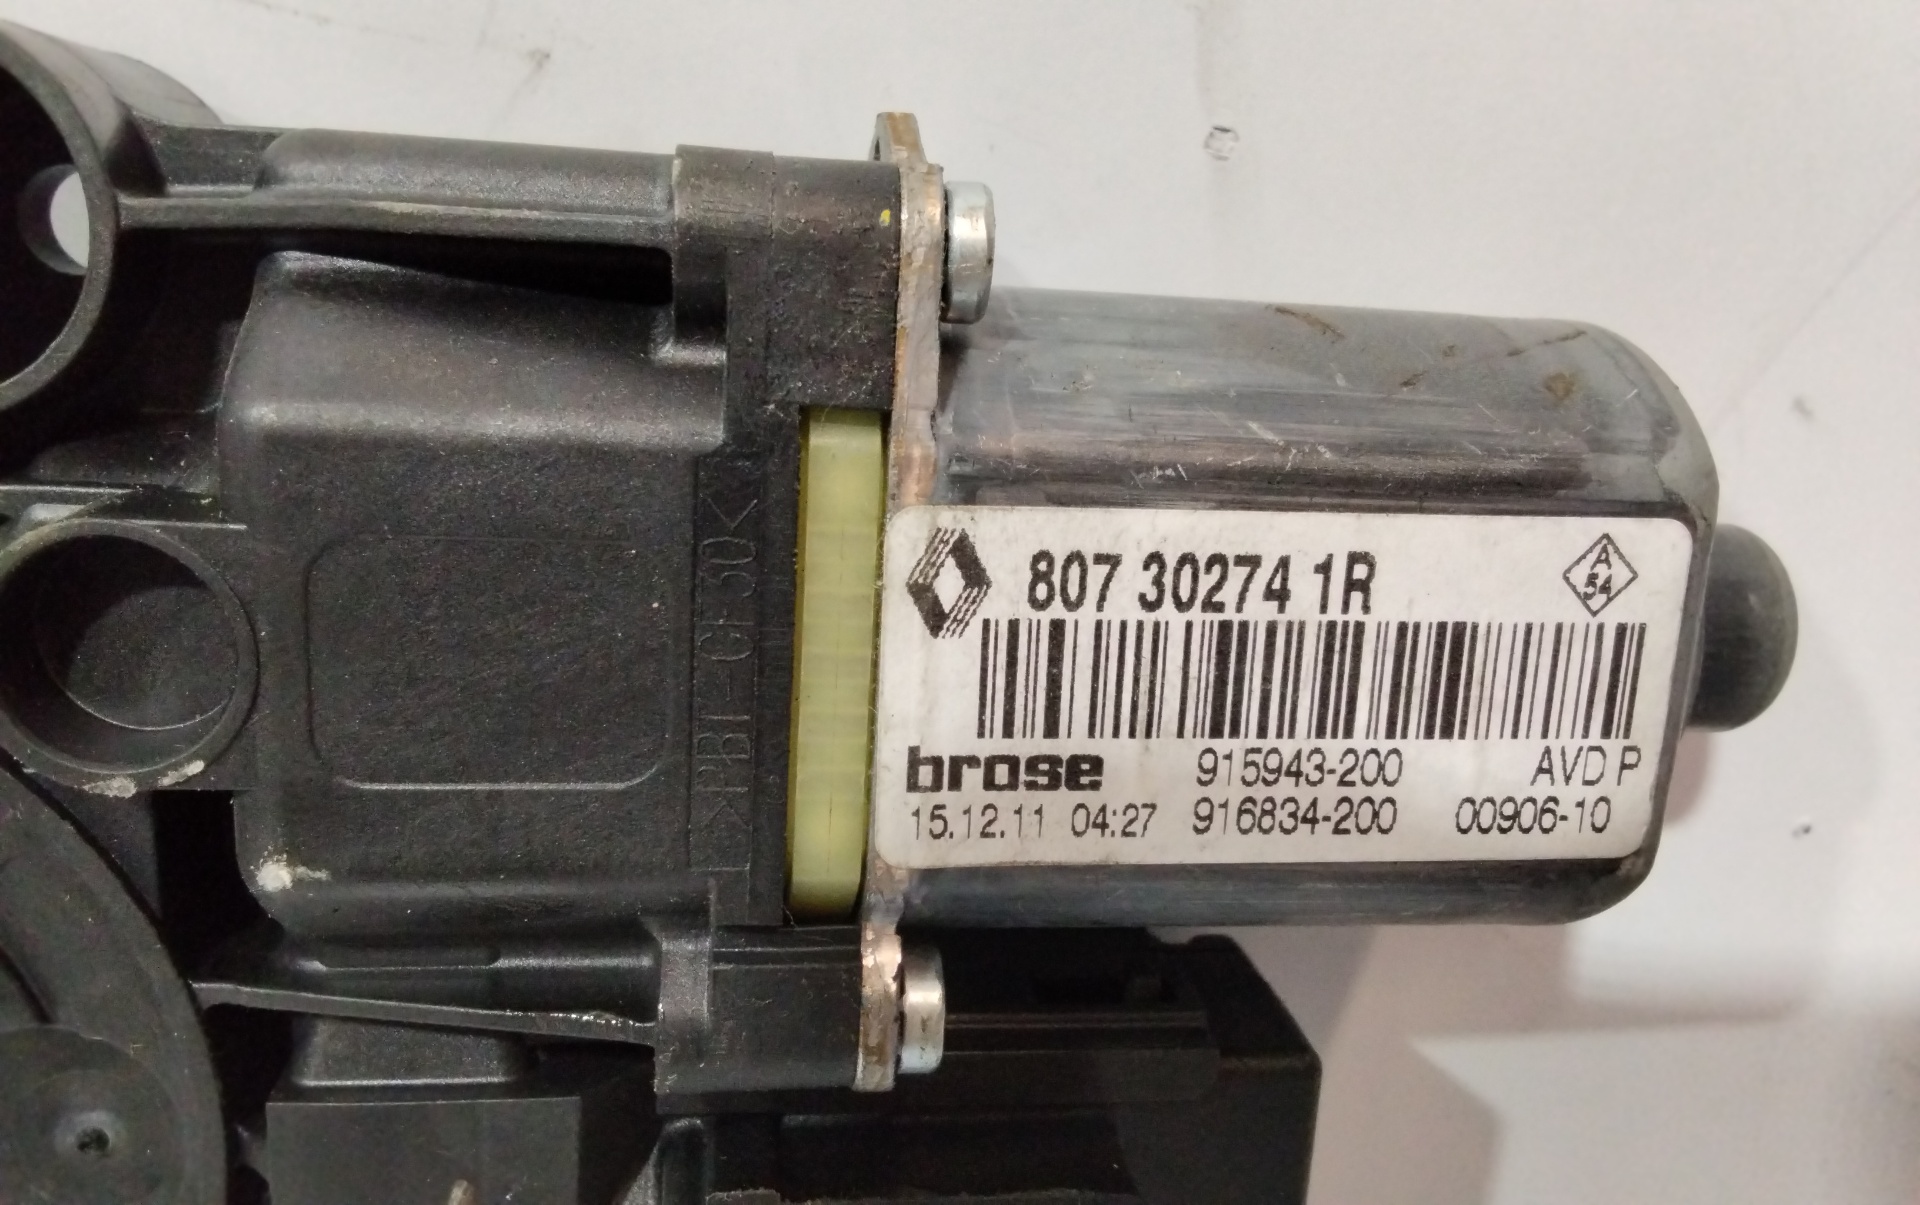 >PBT-GF30<
807 30274 1R
A
54
brose 915943-200 AVD P
15.12.11 04:27 916834-200 00906-10